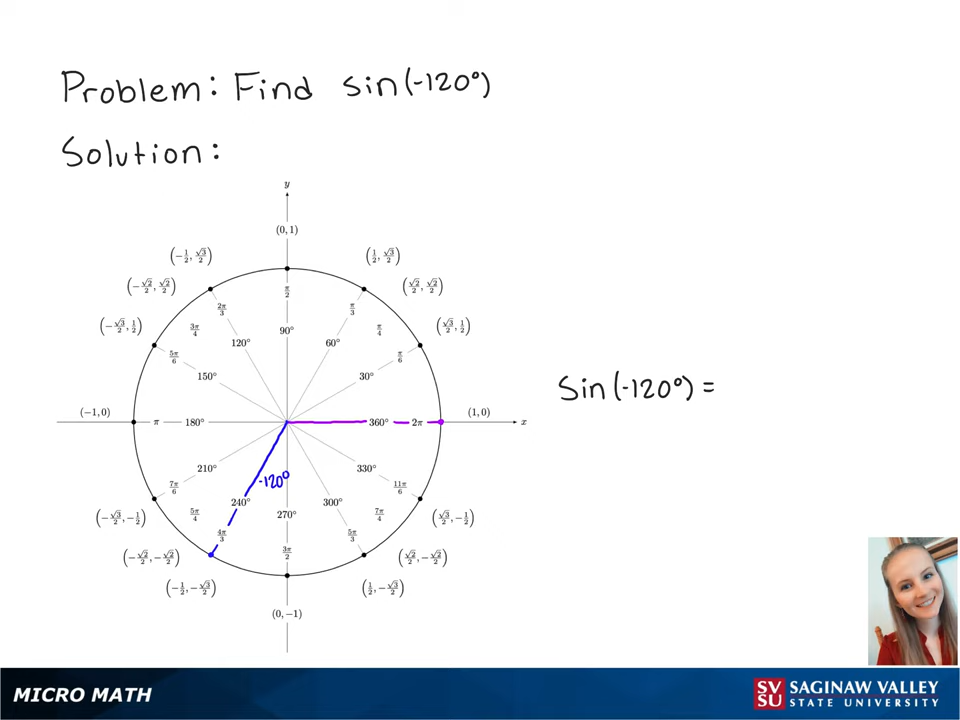 Problem: Find sin(-120°)
Solution:
y
(0, 1)
(-1/2, √3/2) (1/2, √3/2)
(-√2/2, √2/2) (√2/2, √2/2)
(-√3/2, 1/2) (√3/2, 1/2)
2π/3 π/2 π/3
3π/4 90° π/4
120° 60°
5π/6 π/6
150° 30°
Sin(-120°) =
(-1, 0) (1, 0)
π 180° 360° 2π x
210° 330°
-120°
7π/6 11π/6
240° 300°
(-√3/2, -1/2) 5π/4 270° 7π/4 (√3/2, -1/2)
4π/3 5π/3
(-√2/2, -√2/2) 3π/2 (√2/2, -√2/2)
(-1/2, -√3/2) (1/2, -√3/2)
(0, -1)
MICRO MATH
SV SU SAGINAW VALLEY
STATE UNIVERSITY